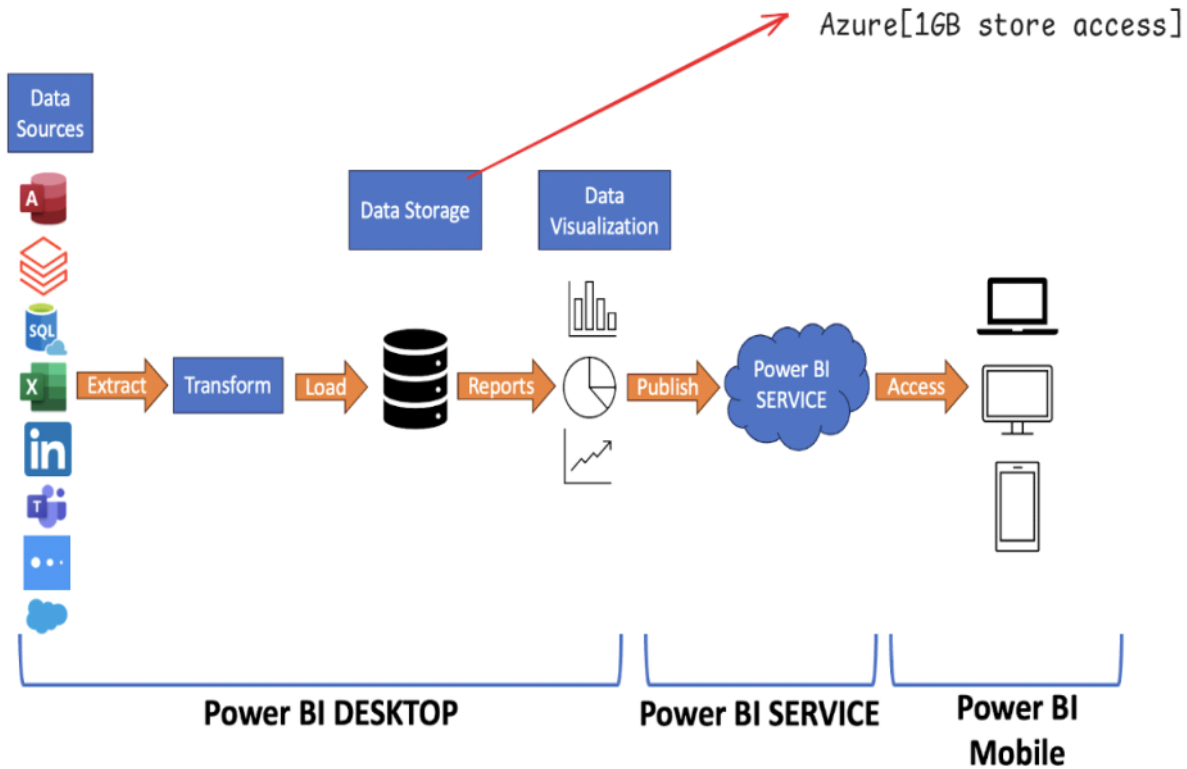 Azure[1GB store access]
Data
Sources
Data Storage
Data
Visualization
A
SQL
X
Extract
Transform
Load
Reports
Publish
Power BI
SERVICE
Access
in
T
Power BI DESKTOP
Power BI SERVICE
Power BI
Mobile